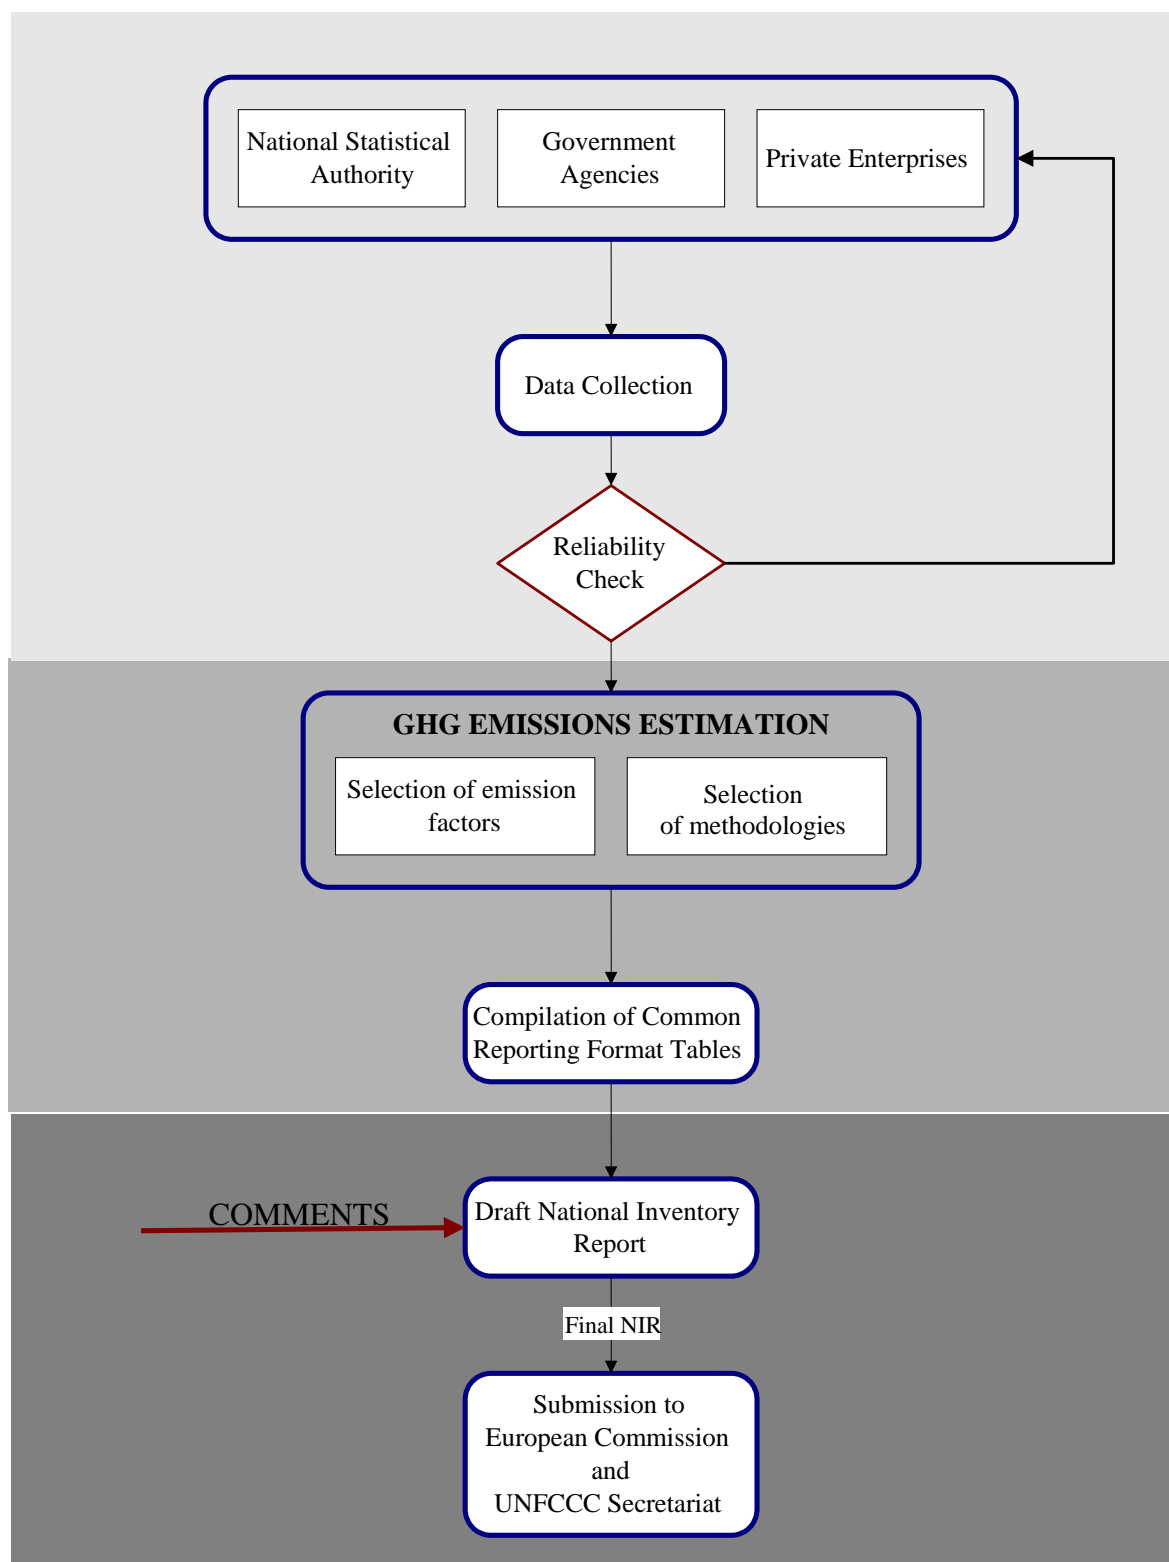 National Statistical
Authority
Government
Agencies
Private Enterprises
Data Collection
Reliability
Check
GHG EMISSIONS ESTIMATION
Selection of emission
factors
Selection
of methodologies
Compilation of Common
Reporting Format Tables
COMMENTS
Draft National Inventory
Report
Final NIR
Submission to
European Commission
and
UNFCCC Secretariat